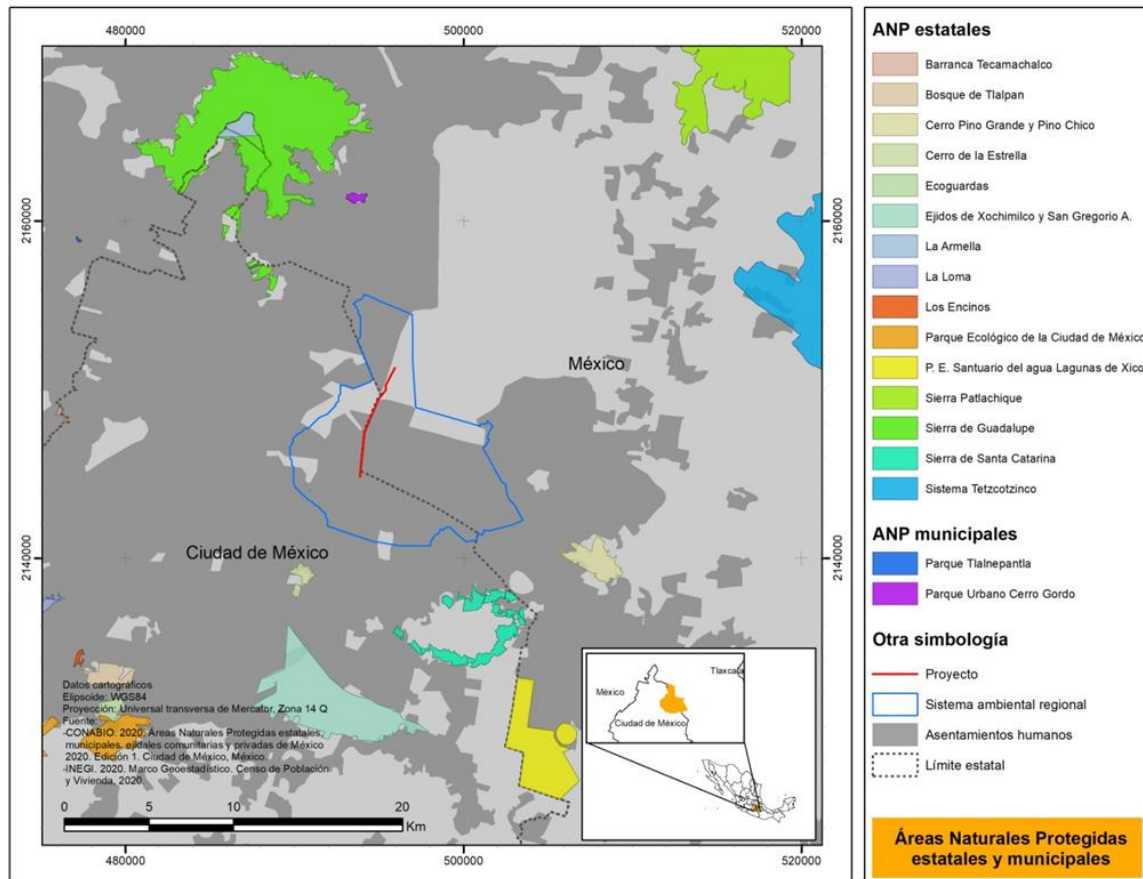 480000
500000
520000
2160000
2160000
México
Ciudad de México
2140000
2140000
Datos cartográficos
Elipsoide: WGS84
Proyección: Universal transversa de Mercator. Zona 14 Q
Fuente:
-CONABIO. 2020. Áreas Naturales Protegidas estatales,
municipales, ejidales comunitarias y privadas de México
2020. Edición 1. Ciudad de México, México.
-INEGI. 2020. Marco Geoestadístico. Censo de Población
y Vivienda, 2020.
0
5
10
20
Km
Tlaxcala
México
Ciudad de México
480000
500000
520000
ANP estatales
Barranca Tecamachalco
Bosque de Tlalpan
Cerro Pino Grande y Pino Chico
Cerro de la Estrella
Ecoguardas
Ejidos de Xochimilco y San Gregorio A.
La Armella
La Loma
Los Encinos
Parque Ecológico de la Ciudad de México
P. E. Santuario del agua Lagunas de Xico
Sierra Patlachique
Sierra de Guadalupe
Sierra de Santa Catarina
Sistema Tetzcotzinco
ANP municipales
Parque Tlalnepantla
Parque Urbano Cerro Gordo
Otra simbología
Proyecto
Sistema ambiental regional
Asentamientos humanos
Límite estatal
Áreas Naturales Protegidas
estatales y municipales